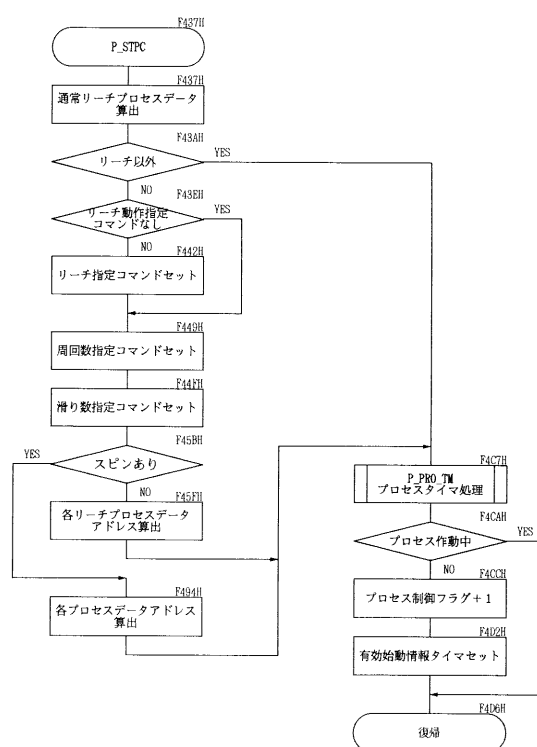 F437H
P_STPC
F437H
通常リーチプロセスデータ
算出
F43AH
リーチ以外
YES
NO
F43EH
リーチ動作指定
コマンドなし
YES
NO
F442H
リーチ指定コマンドセット
F449H
周回数指定コマンドセット
F44FH
滑り数指定コマンドセット
F45BH
YES
スピンあり
NO
F45FH
各リーチプロセスデータ
アドレス算出
F494H
各プロセスデータアドレス
算出
F4C7H
P_PRO_TM
プロセスタイマ処理
F4CAH
プロセス作動中
YES
NO
F4CCH
プロセス制御フラグ+1
F4D2H
有効始動情報タイマセット
F4D6H
復帰